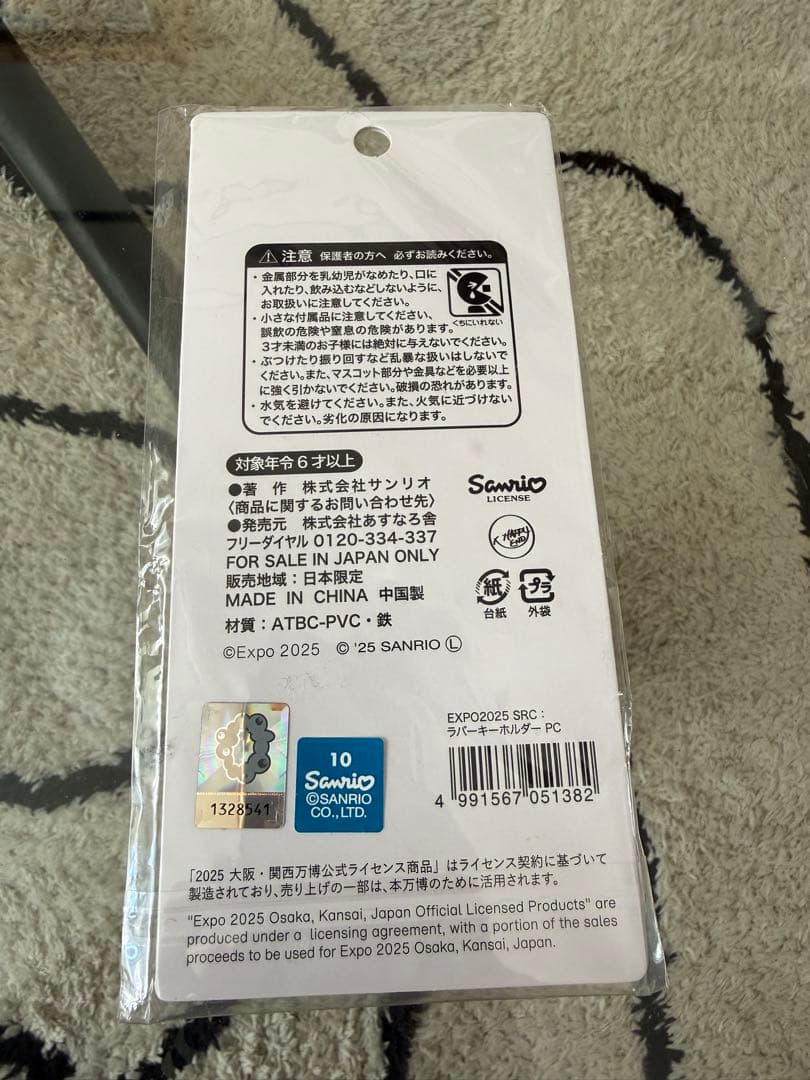 注意 保護者の方へ 必ずお読みください。
・金属部分を乳幼児がなめたり、口に
入れたり、飲み込むなどしないように、
お取扱いに注意してください。
・小さな付属品に注意してください、
誤飲の危険や窒息の危険があります。
3才未満のお子様には絶対に与えないでください。
・ぶつけたり振り回すなど乱暴な扱いはしないで
ください。また、マスコット部分や金具などを必要以上
に強く引かないでください。破損の恐れがあります。
・水気を避けてください。また、火気に近づけない
でください。劣化の原因になります。
くちにいれない
対象年令6才以上
●著 作 株式会社サンリオ
〈商品に関するお問い合わせ先〉
●発売元 株式会社あすなろ舎
フリーダイヤル 0120-334-337
FOR SALE IN JAPAN ONLY
販売地域：日本限定
MADE IN CHINA 中国製
材質：ATBC-PVC・鉄
©Expo 2025 © '25 SANRIO Ⓛ
Sanrio
LICENSE
HAPPY
END
紙
台紙
プラ
外袋
1328541
10
Sanrio
©SANRIO
CO., LTD.
EXPO2025 SRC：
ラバーキーホルダー PC
4 991567 051382
「2025 大阪・関西万博公式ライセンス商品」はライセンス契約に基づいて
製造されており、売り上げの一部は、本万博のために活用されます。
"Expo 2025 Osaka, Kansai, Japan Official Licensed Products" are
produced under a licensing agreement, with a portion of the sales
proceeds to be used for Expo 2025 Osaka, Kansai, Japan.